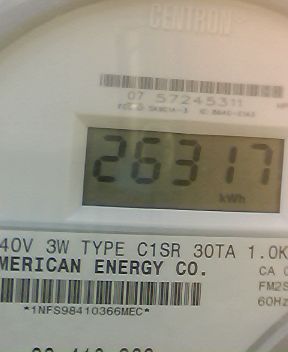 CENTRON
07 57245311
26317
kWh
40V 3W TYPE C1SR 30TA 1.0K
MERICAN ENERGY CO.
CA 0
FM2S
60Hz
*1NFS98410366MEC*